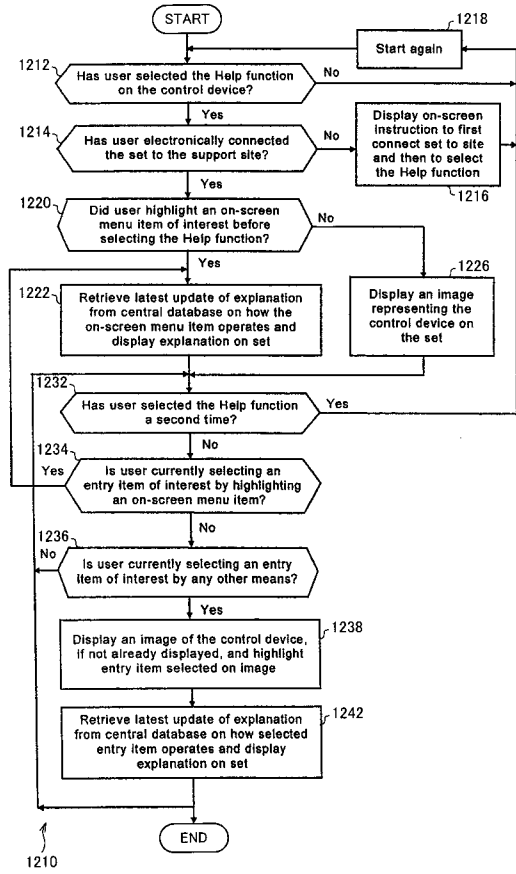 START
1218
Start again
1212
Has user selected the Help function
on the control device?
No
Yes
1214
Has user electronically connected
the set to the support site?
No
Display on-screen
instruction to first
connect set to site
and then to select
the Help function
1216
Yes
1220
Did user highlight an on-screen
menu item of interest before
selecting the Help function?
No
Yes
1222
Retrieve latest update of explanation
from central database on how the
on-screen menu item operates and
display explanation on set
1226
Display an image
representing the
control device on
the set
1232
Has user selected the Help function
a second time?
Yes
No
1234
Yes
Is user currently selecting an
entry item of interest by highlighting
an on-screen menu item?
No
1236
No
Is user currently selecting an entry
item of interest by any other means?
Yes
1238
Display an image of the control device,
if not already displayed, and highlight
entry item selected on image
1242
Retrieve latest update of explanation
from central database on how selected
entry item operates and display
explanation on set
END
1210